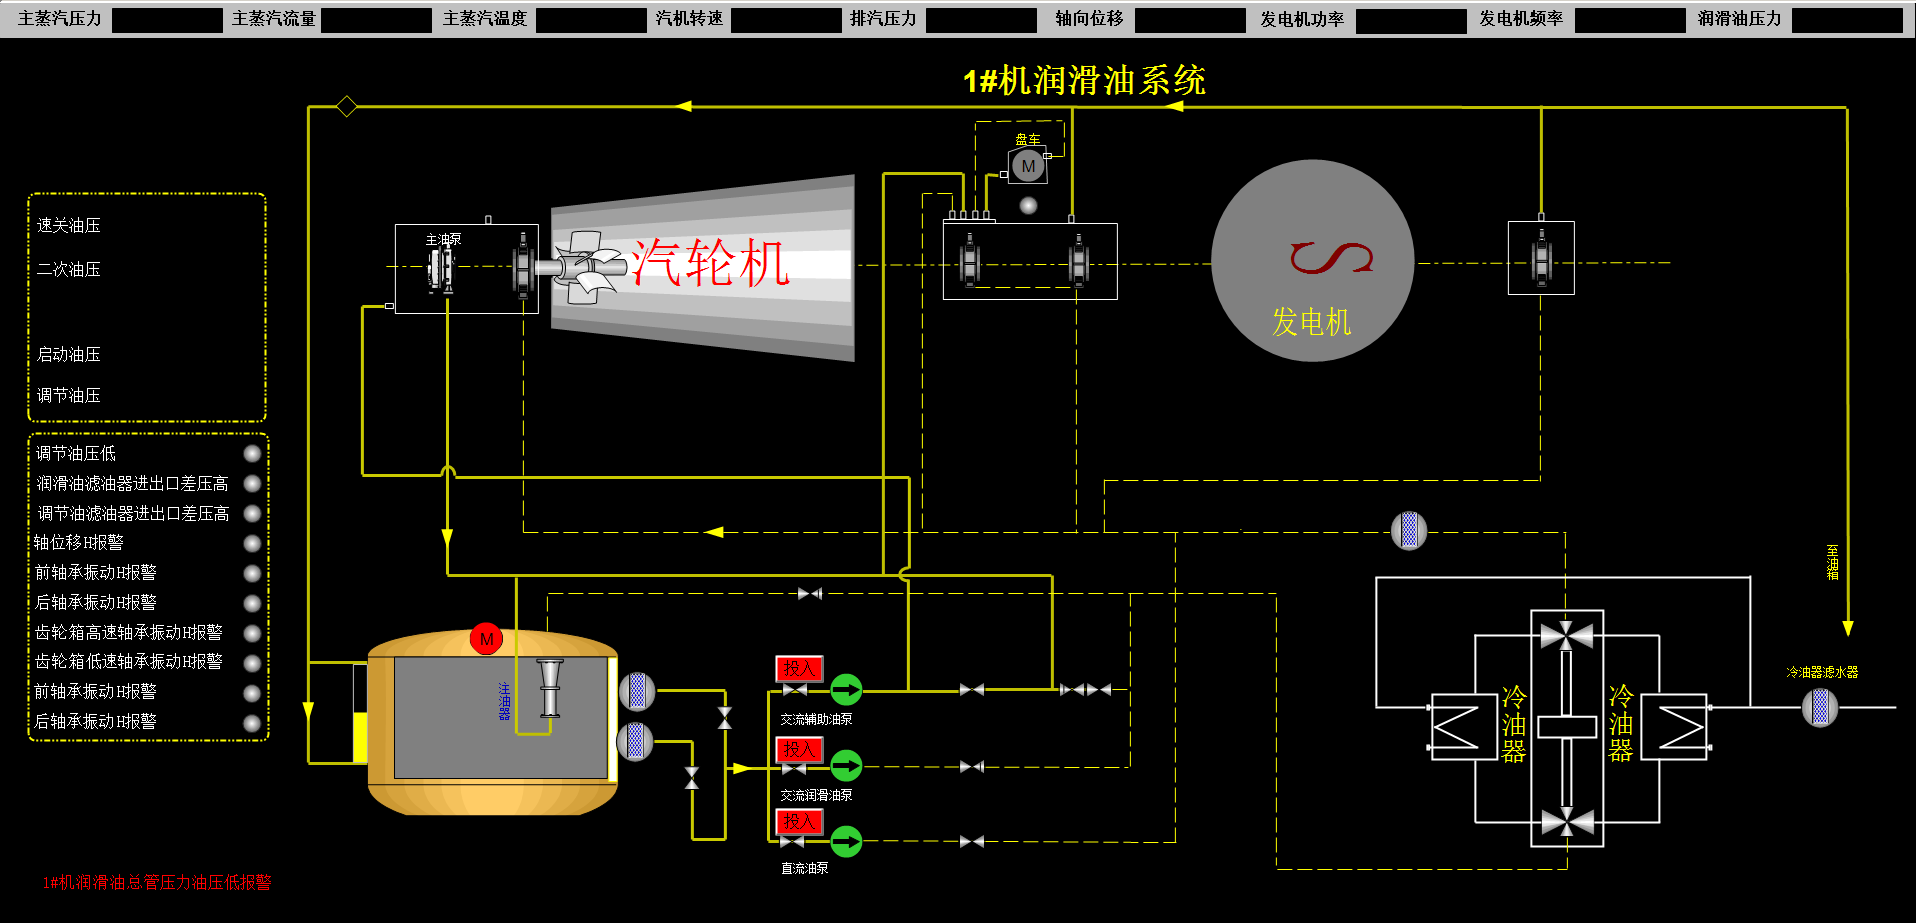 主蒸汽压力 主蒸汽流量 主蒸汽温度 汽机转速 排汽压力 轴向位移 发电机功率 发电机频率 润滑油压力
1#机润滑油系统
盘车
M
主油泵
汽轮机
S
发电机
速关油压
二次油压
启动油压
调节油压
调节油压低
润滑油滤油器进出口差压高
调节油滤油器进出口差压高
轴位移H报警
前轴承振动H报警
后轴承振动H报警
齿轮箱高速轴承振动H报警
齿轮箱低速轴承振动H报警
前轴承振动H报警
后轴承振动H报警
至油箱
M
注油器
投入
交流辅助油泵
投入
交流润滑油泵
投入
直流油泵
冷油器
冷油器
冷油器滤水器
1#机润滑油总管压力油压低报警